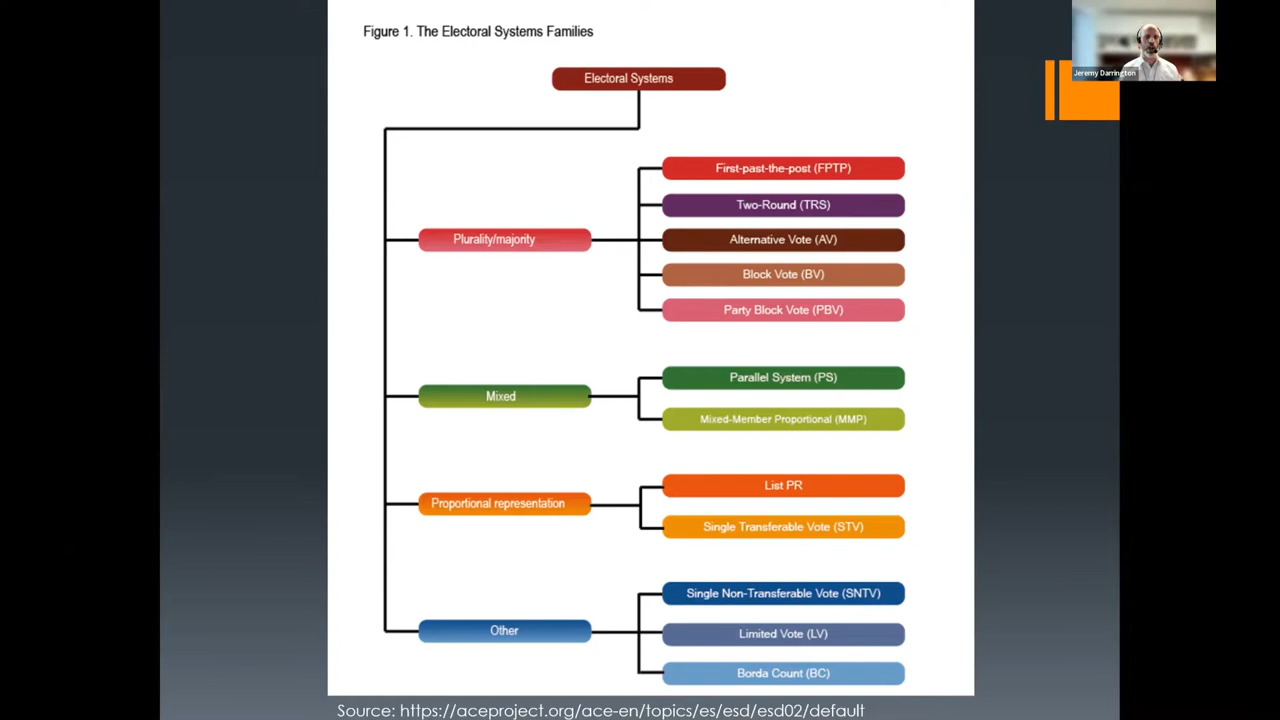 Figure 1. The Electoral Systems Families
Jeremy Darrington
Electoral Systems
Plurality/majority
First-past-the-post (FPTP)
Two-Round (TRS)
Alternative Vote (AV)
Block Vote (BV)
Party Block Vote (PBV)
Mixed
Parallel System (PS)
Mixed-Member Proportional (MMP)
Proportional representation
List PR
Single Transferable Vote (STV)
Other
Single Non-Transferable Vote (SNTV)
Limited Vote (LV)
Borda Count (BC)
Source: https://aceproject.org/ace-en/topics/es/esd/esd02/default